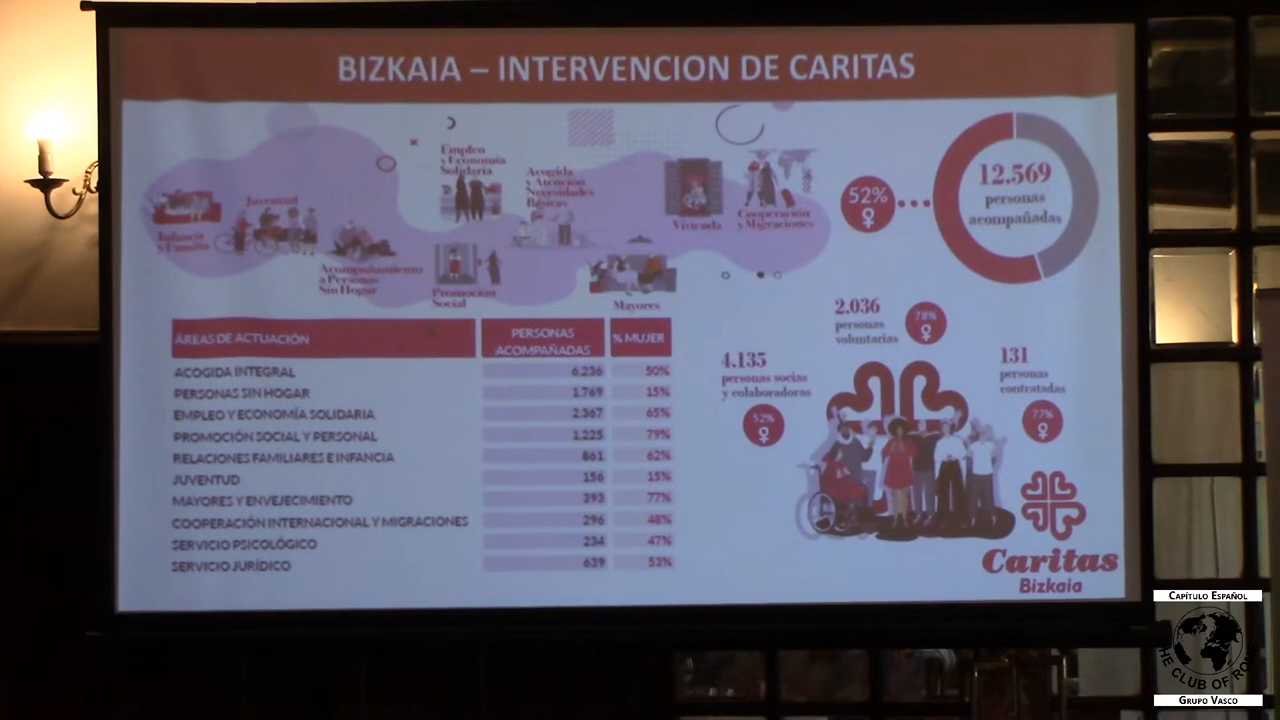 BIZKAIA – INTERVENCION DE CARITAS
Infancia
y Familia
Juventud
Acompañamiento
a Personas
Sin Hogar
Empleo
y Economía
Solidaria
Promoción
Social
Acogida
y Atención
Necesidades
Básicas
Mayores
Vivienda
Cooperación
y Migraciones
52%
12.569
personas
acompañadas
2.036
personas
voluntarias
78%
4.135
personas socias
y colaboradoras
52%
131
personas
contratadas
77%
ÁREAS DE ACTUACIÓN PERSONAS ACOMPAÑADAS % MUJER
ACOGIDA INTEGRAL 6.236 50%
PERSONAS SIN HOGAR 1.769 15%
EMPLEO Y ECONOMÍA SOLIDARIA 2.367 65%
PROMOCIÓN SOCIAL Y PERSONAL 1.225 79%
RELACIONES FAMILIARES E INFANCIA 861 62%
JUVENTUD 156 15%
MAYORES Y ENVEJECIMIENTO 393 77%
COOPERACIÓN INTERNACIONAL Y MIGRACIONES 296 48%
SERVICIO PSICOLÓGICO 234 47%
SERVICIO JURÍDICO 639 53%
Caritas
Bizkaia
CAPÍTULO ESPAÑOL
THE CLUB OF ROME
GRUPO VASCO